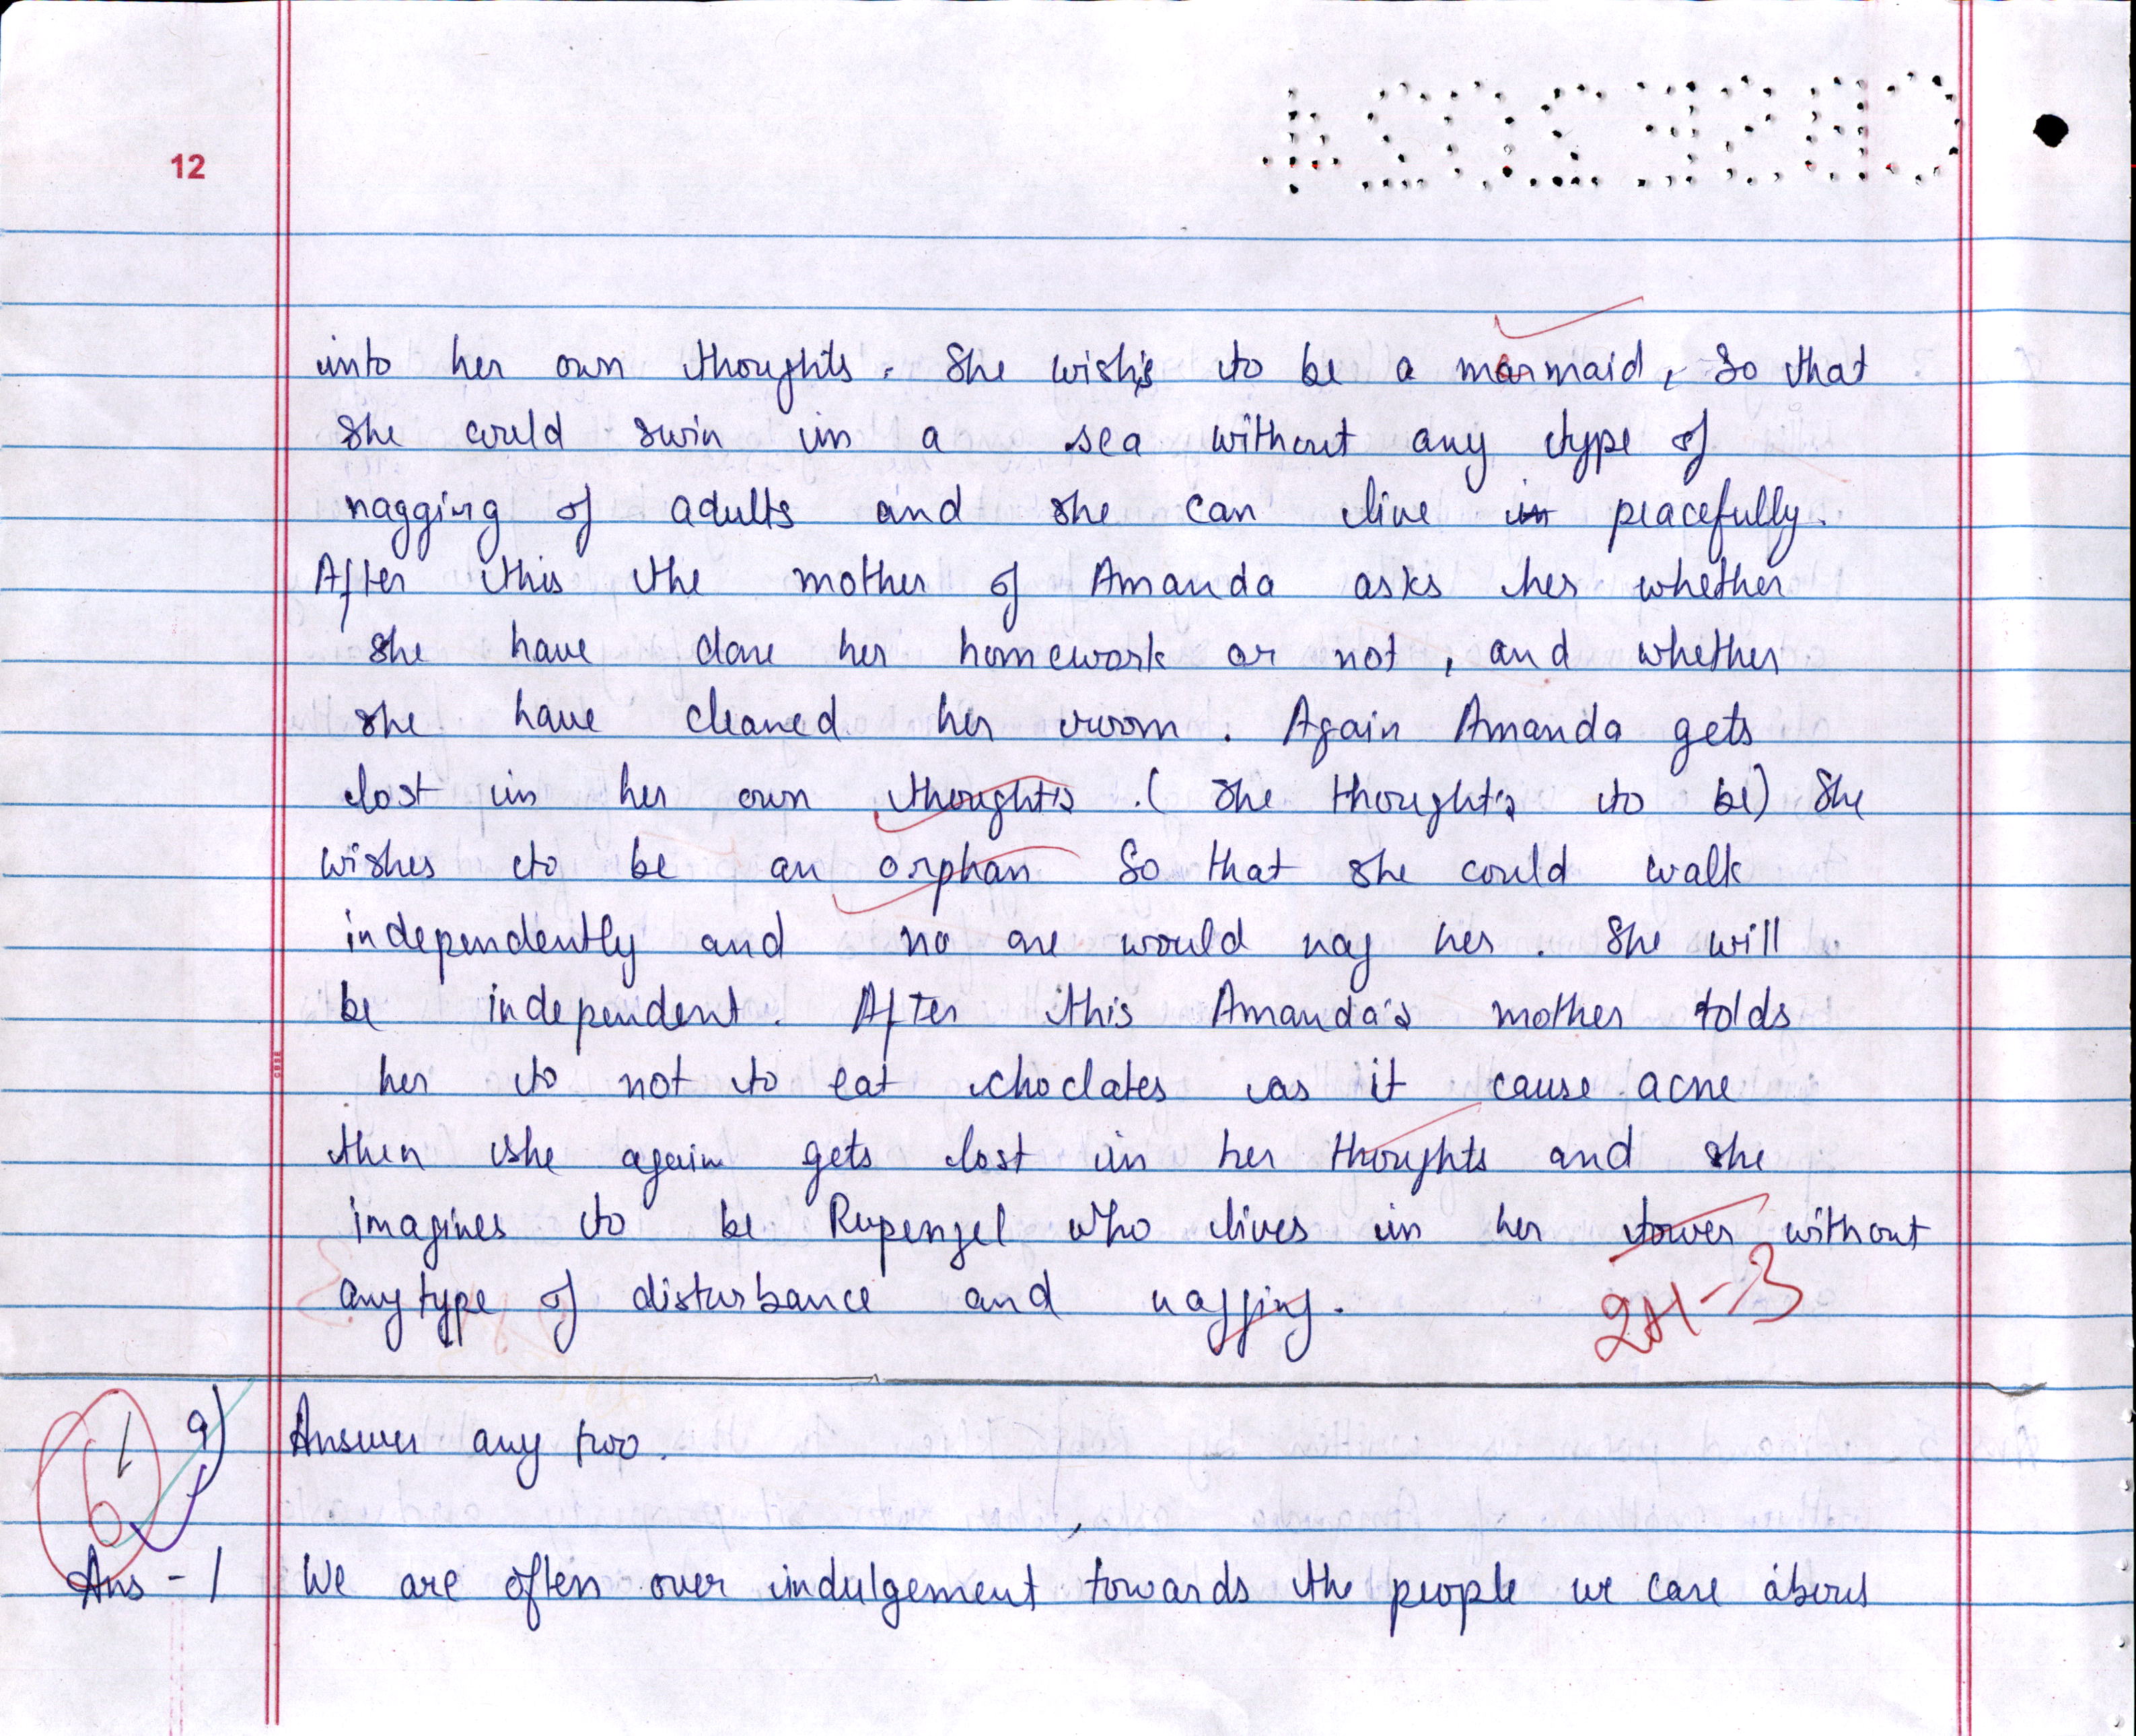 CBSE2024
12
into her own thoughts. She wishs to be a marmaid, So that
she could swin in a sea without any type of
nagging of adults and she can live in peacefully.
After this the mother of Amanda asks her whether
she have done her homework or not, and whether
she have cleaned her room. Again Amanda gets
lost in her own thought's. (She thought's to be) She
wishes to be an orphan So that she could walk
independently and no one would nag her. She will
be independent. After this Amanda's mother tolds
her to not to eat choclates as it cause acne
then she again gets lost in her thoughts and she
imagines to be Rupenzel who lives in her tower without
any type of disturbance and nagging.
CBSE
9) Answer any two.
Ans - 1 We are often over indulgement towards the people we care about